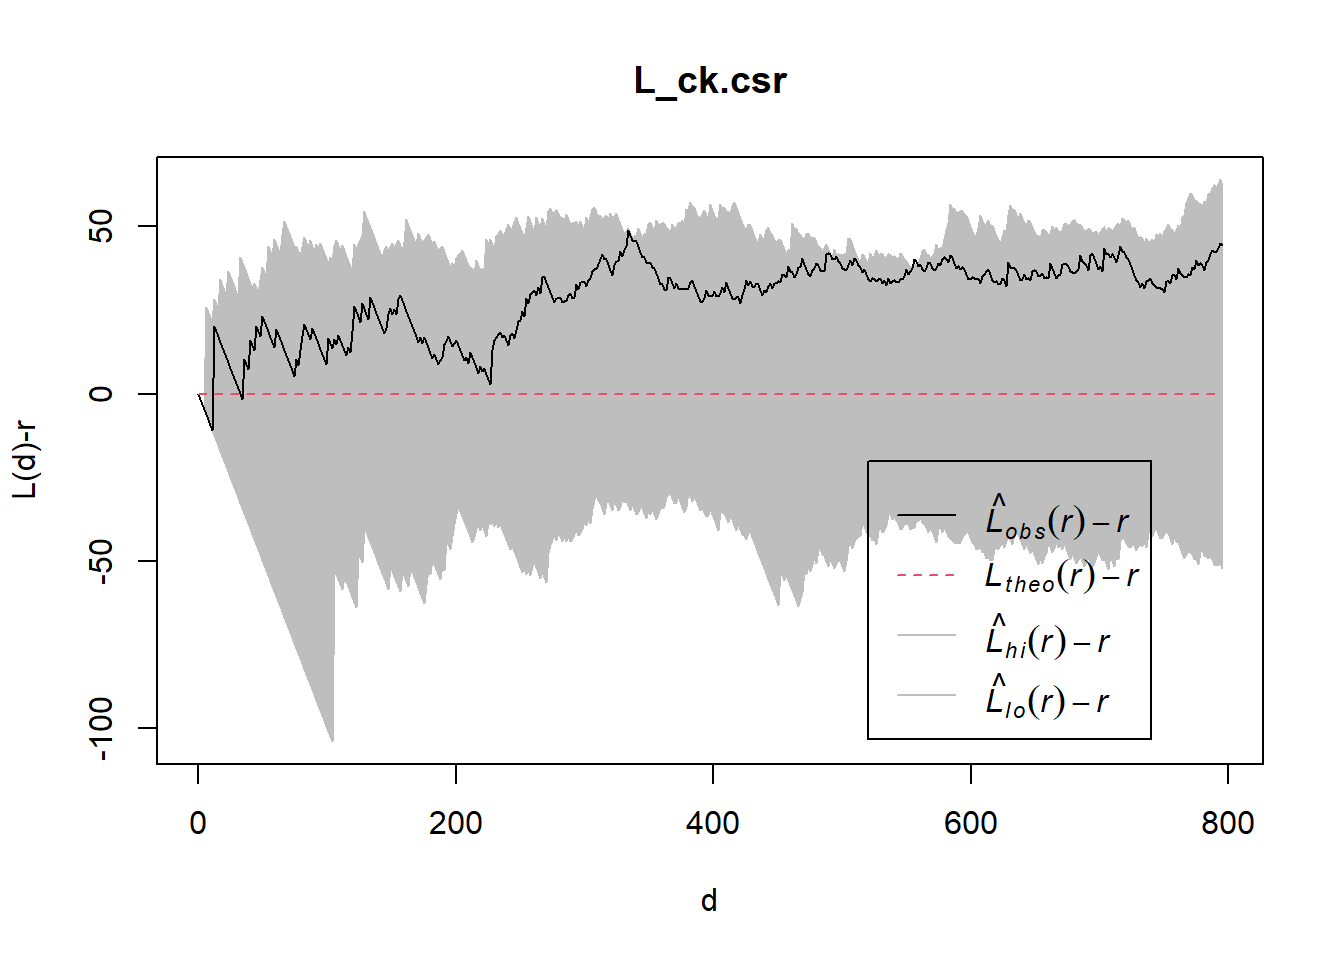 L_ck.csr
L(d)-r
50
0
-50
-100
L̂obs(r) − r
Ltheo(r) − r
L̂hi(r) − r
L̂lo(r) − r
0 200 400 600 800
d